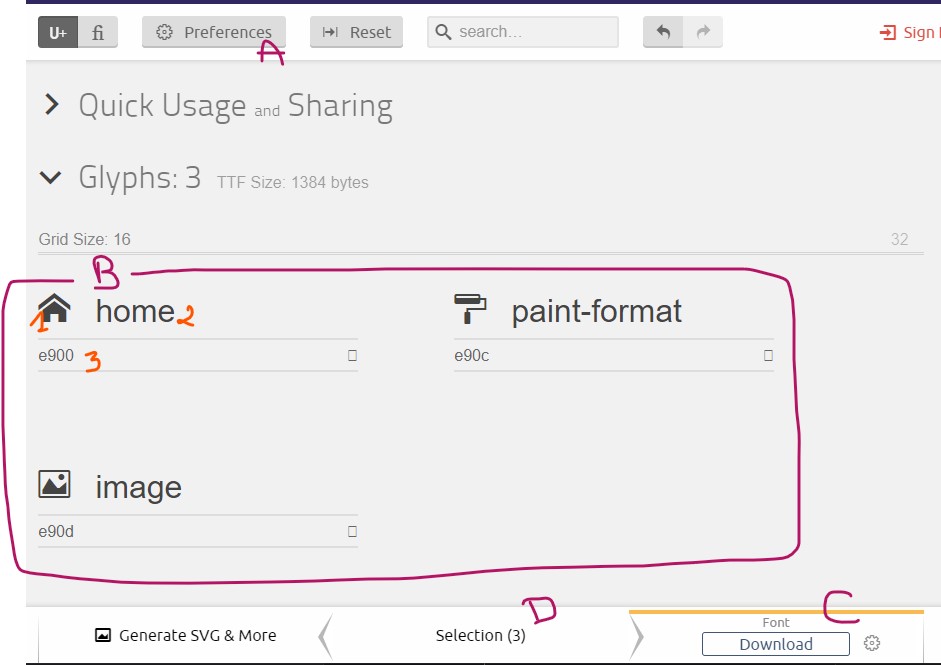 U+ fi Preferences Reset search... Sign
A
Quick Usage and Sharing
Glyphs: 3 TTF Size: 1384 bytes
Grid Size: 16 32
B
1 home 2 paint-format
e900 3 e90c
image
e90d
D C
Font
Generate SVG & More Selection (3) Download